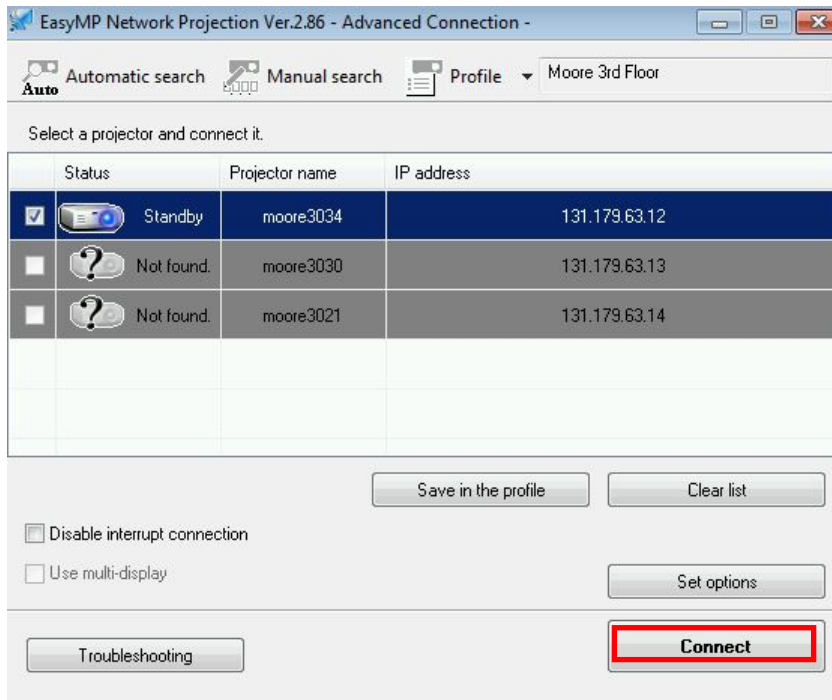 EasyMP Network Projection Ver.2.86 - Advanced Connection -
Auto Automatic search Manual search Profile Moore 3rd Floor
Select a projector and connect it.
Status Projector name IP address
Standby moore3034 131.179.63.12
? Not found. moore3030 131.179.63.13
? Not found. moore3021 131.179.63.14
Save in the profile Clear list
Disable interrupt connection
Use multi-display
Set options
Troubleshooting Connect